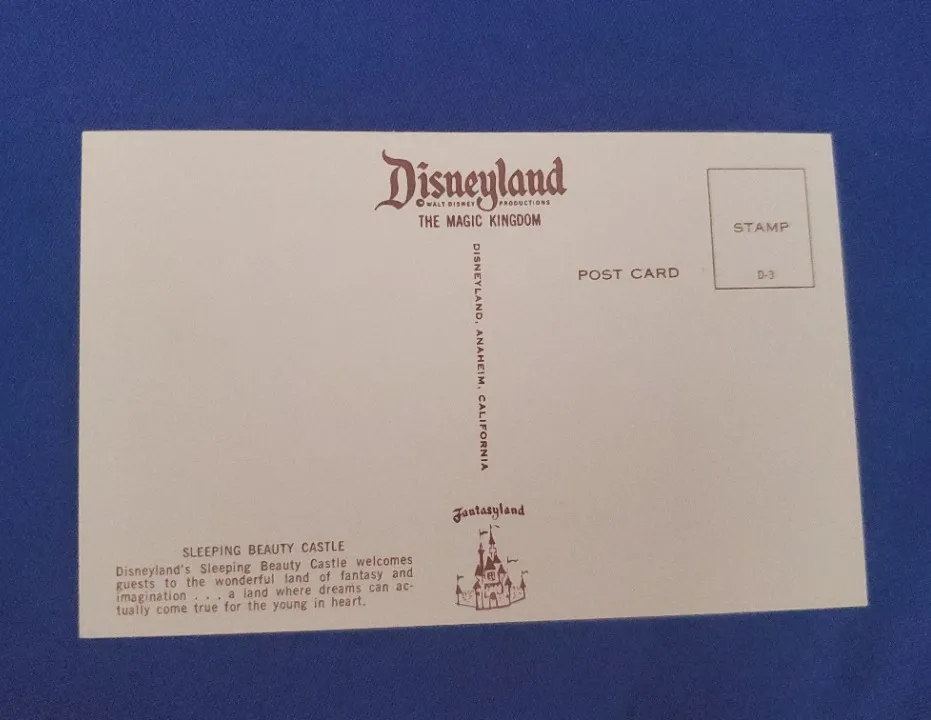 Disneyland
© WALT DISNEY PRODUCTIONS
THE MAGIC KINGDOM
DISNEYLAND, ANAHEIM, CALIFORNIA
POST CARD
STAMP
D-3
Fantasyland
SLEEPING BEAUTY CASTLE
Disneyland's Sleeping Beauty Castle welcomes
guests to the wonderful land of fantasy and
imagination . . . a land where dreams can ac-
tually come true for the young in heart.